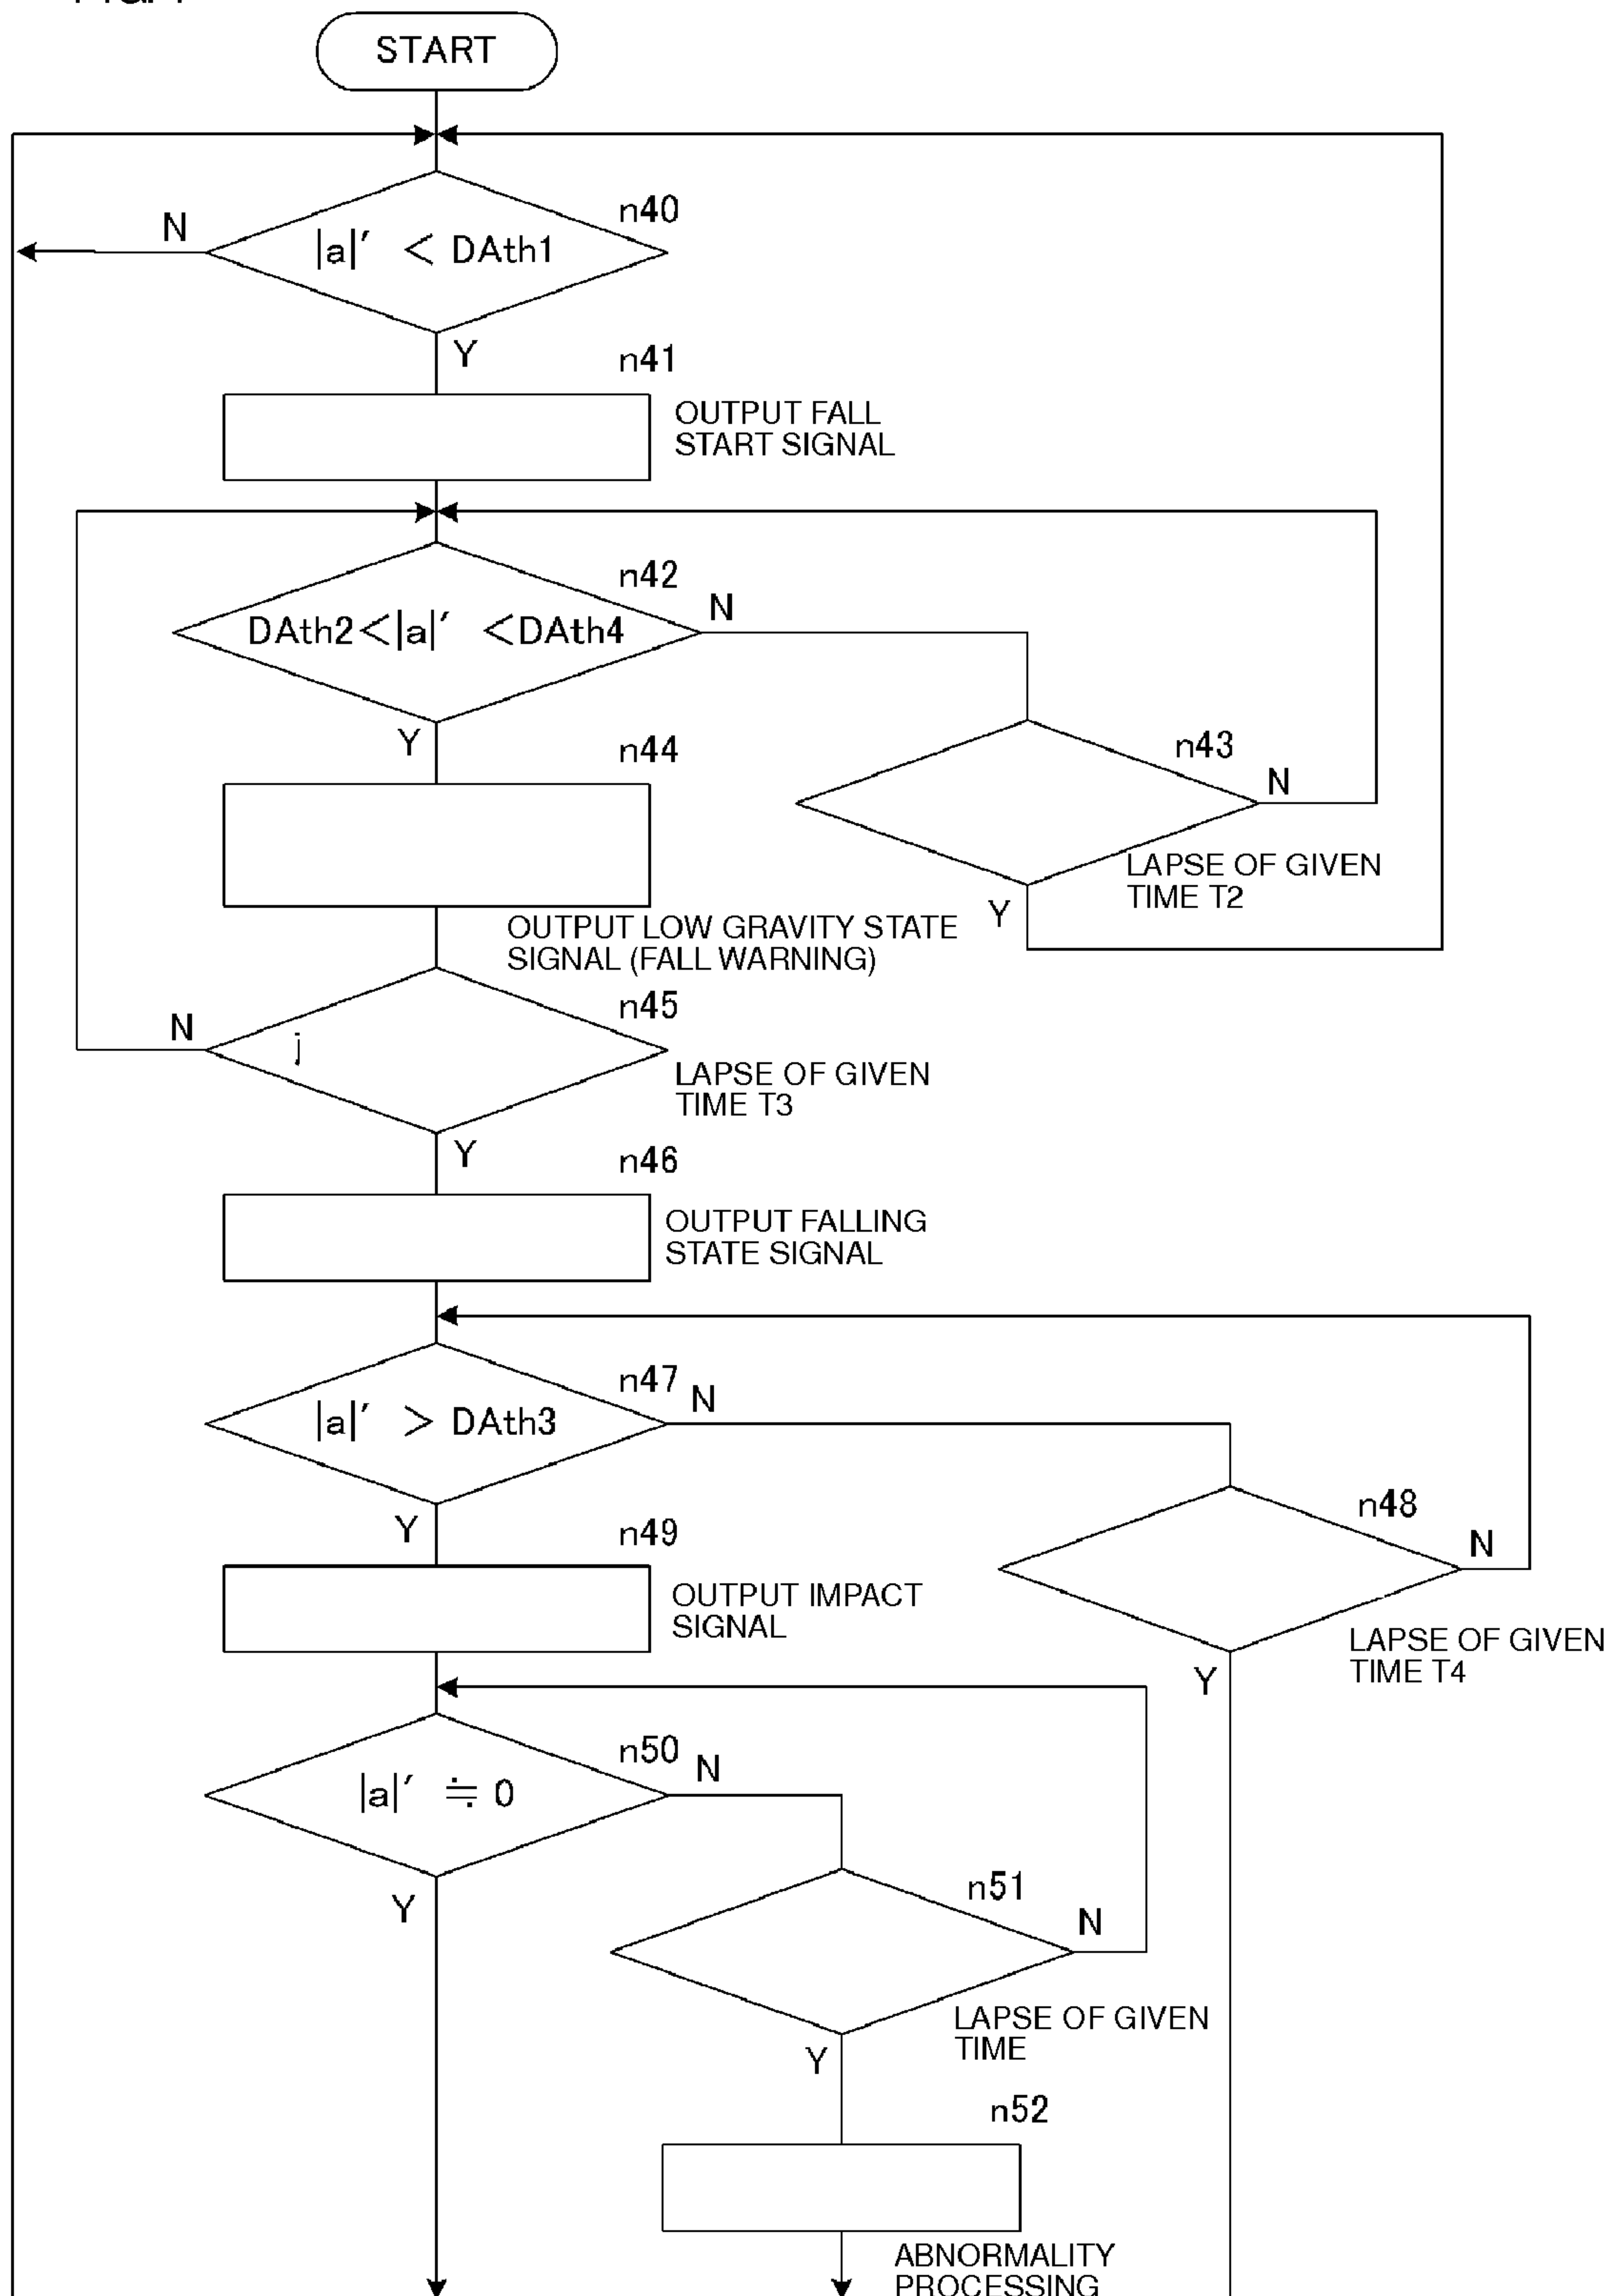 START
n40
N
|a|′ < DAth1
Y
n41
OUTPUT FALL
START SIGNAL
n42
N
DAth2<|a|′ <DAth4
Y
n43
N
n44
LAPSE OF GIVEN
TIME T2
Y
OUTPUT LOW GRAVITY STATE
SIGNAL (FALL WARNING)
n45
N
j
LAPSE OF GIVEN
TIME T3
Y
n46
OUTPUT FALLING
STATE SIGNAL
n47
N
|a|′ > DAth3
Y
n48
N
n49
OUTPUT IMPACT
SIGNAL
LAPSE OF GIVEN
TIME T4
Y
n50
N
|a|′ ≒ 0
Y
n51
N
LAPSE OF GIVEN
TIME
Y
n52
ABNORMALITY
PROCESSING